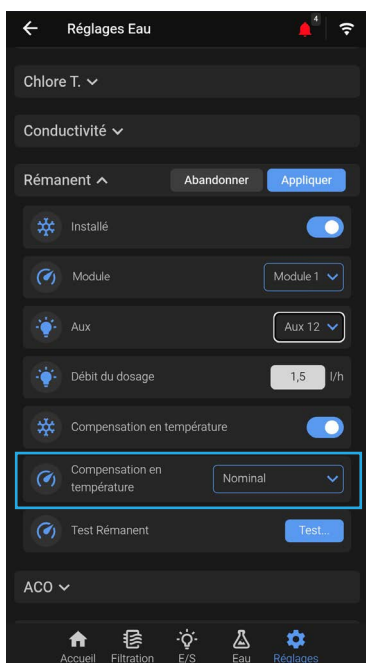 Réglages Eau
4
Chlore T.
Conductivité
Rémanent
Abandonner
Appliquer
Installé
Module
Module 1
Aux
Aux 12
Débit du dosage
1,5
l/h
Compensation en température
Compensation en
température
Nominal
Test Rémanent
Test...
ACO
Accueil
Filtration
E/S
Eau
Réglages